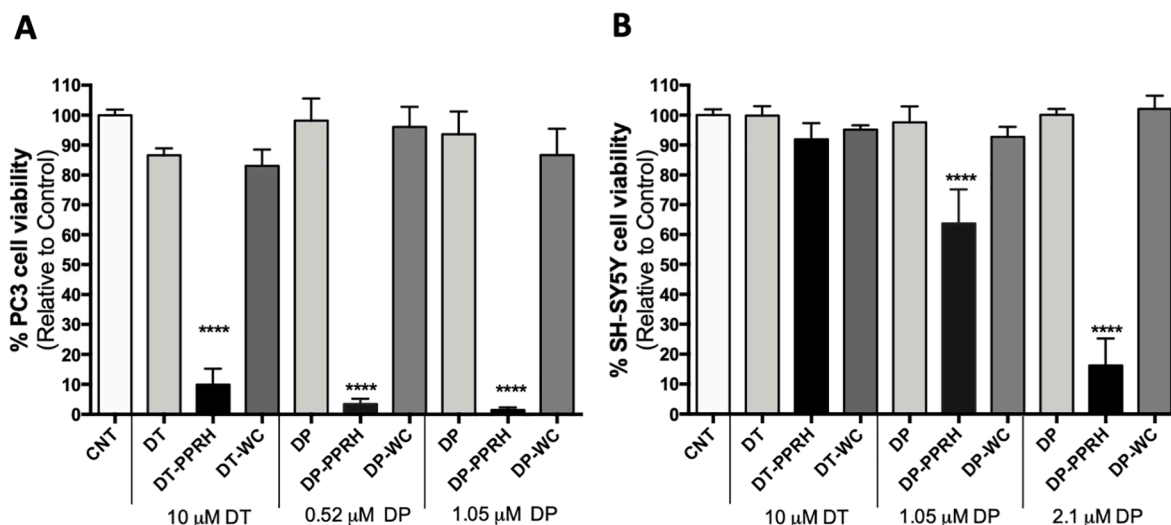 A
% PC3 cell viability
(Relative to Control)
110
100
90
80
70
60
50
40
30
20
10
0
****
****
****
CNT
DT
DT-PPRH
DT-WC
DP
DP-PPRH
DP-WC
DP
DP-PPRH
DP-WC
10 μM DT
0.52 μM DP
1.05 μM DP
B
% SH-SY5Y cell viability
(Relative to Control)
110
100
90
80
70
60
50
40
30
20
10
0
****
****
CNT
DT
DT-PPRH
DT-WC
DP
DP-PPRH
DP-WC
DP
DP-PPRH
DP-WC
10 μM DT
1.05 μM DP
2.1 μM DP